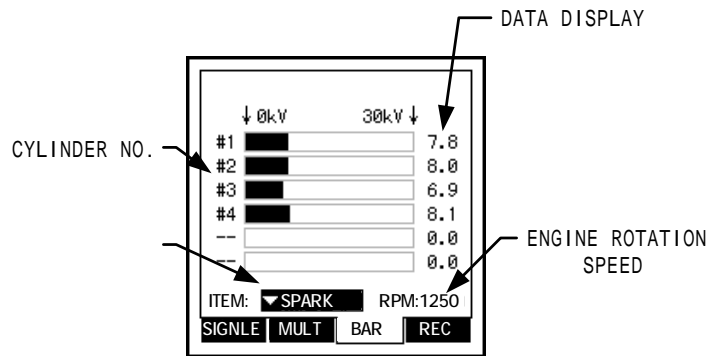 DATA DISPLAY
↓ 0kV 30kV ↓
CYLINDER NO.
#1 7.8
#2 8.0
#3 6.9
#4 8.1
-- 0.0
-- 0.0
ENGINE ROTATION
SPEED
ITEM: ▼SPARK RPM:1250
SIGNLE MULT BAR REC